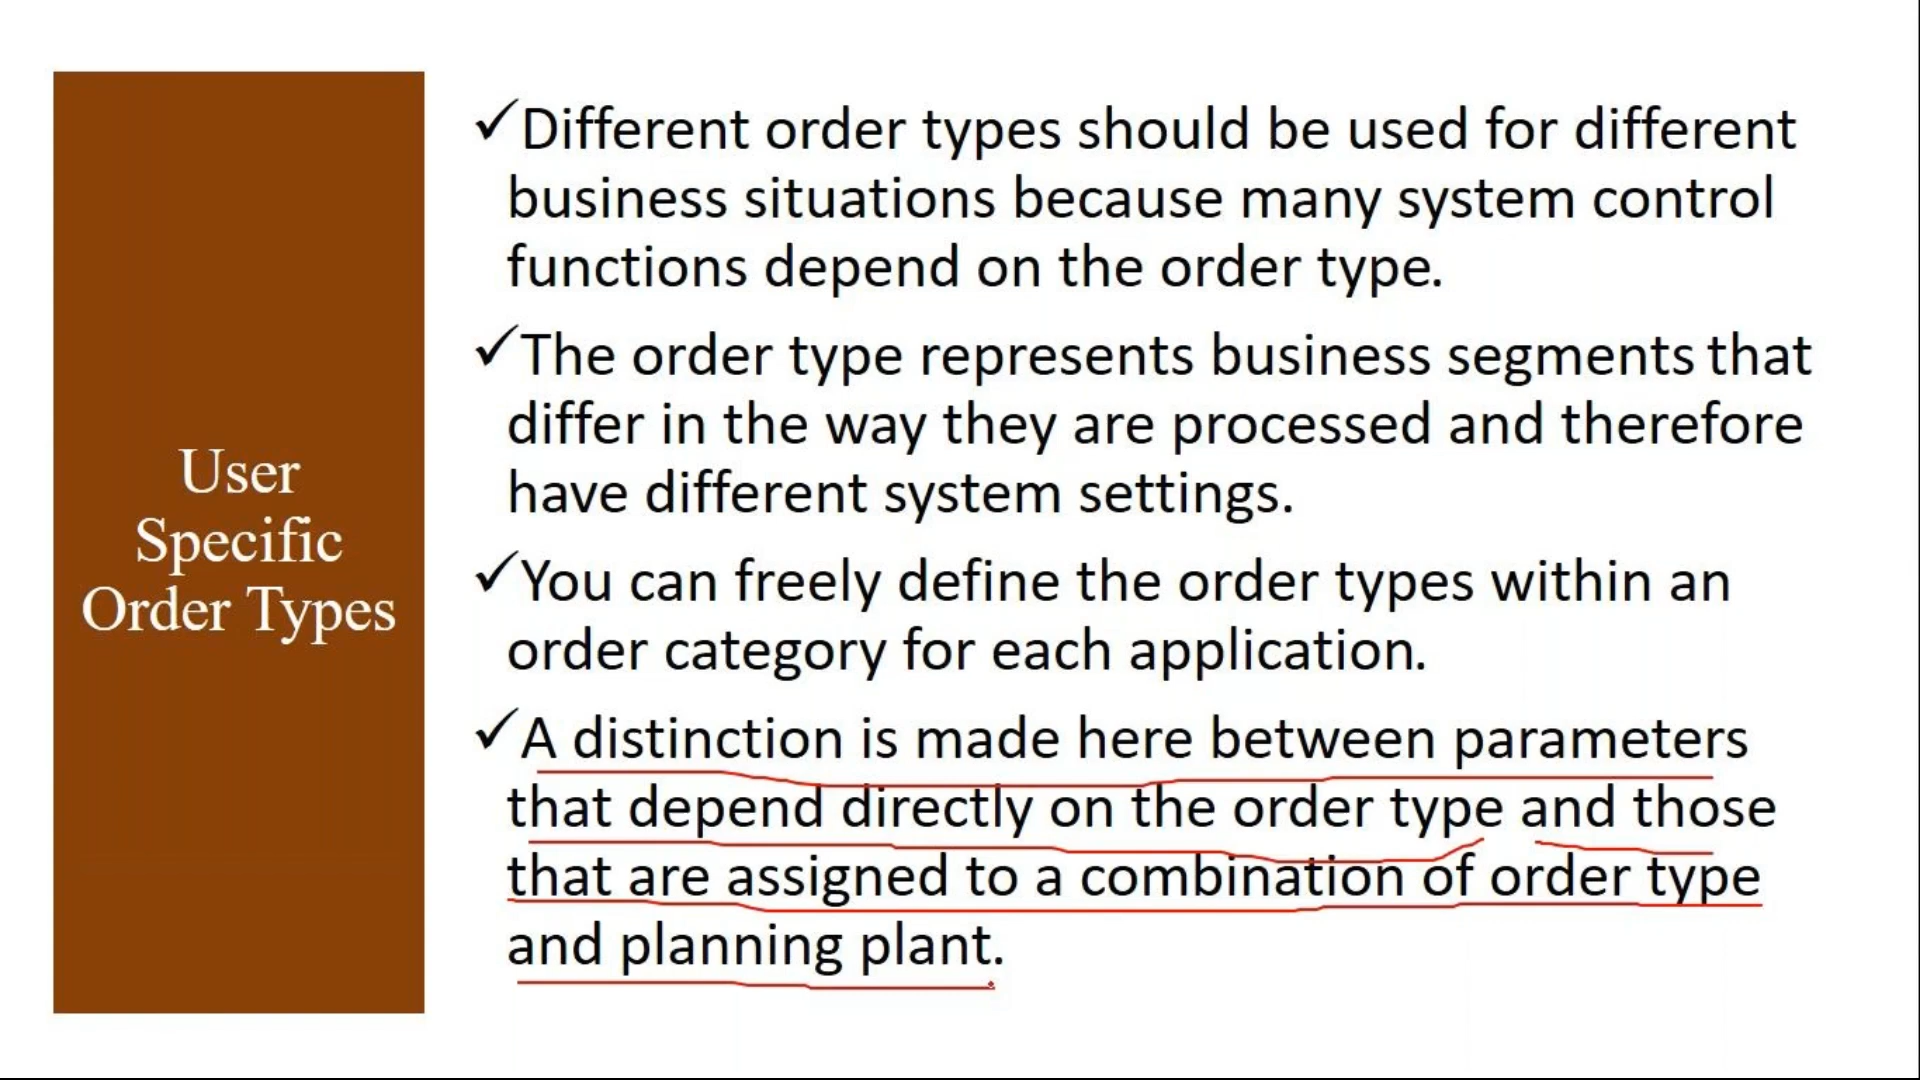 User
Specific
Order Types
✓Different order types should be used for different
business situations because many system control
functions depend on the order type.
✓The order type represents business segments that
differ in the way they are processed and therefore
have different system settings.
✓You can freely define the order types within an
order category for each application.
✓A distinction is made here between parameters
that depend directly on the order type and those
that are assigned to a combination of order type
and planning plant.